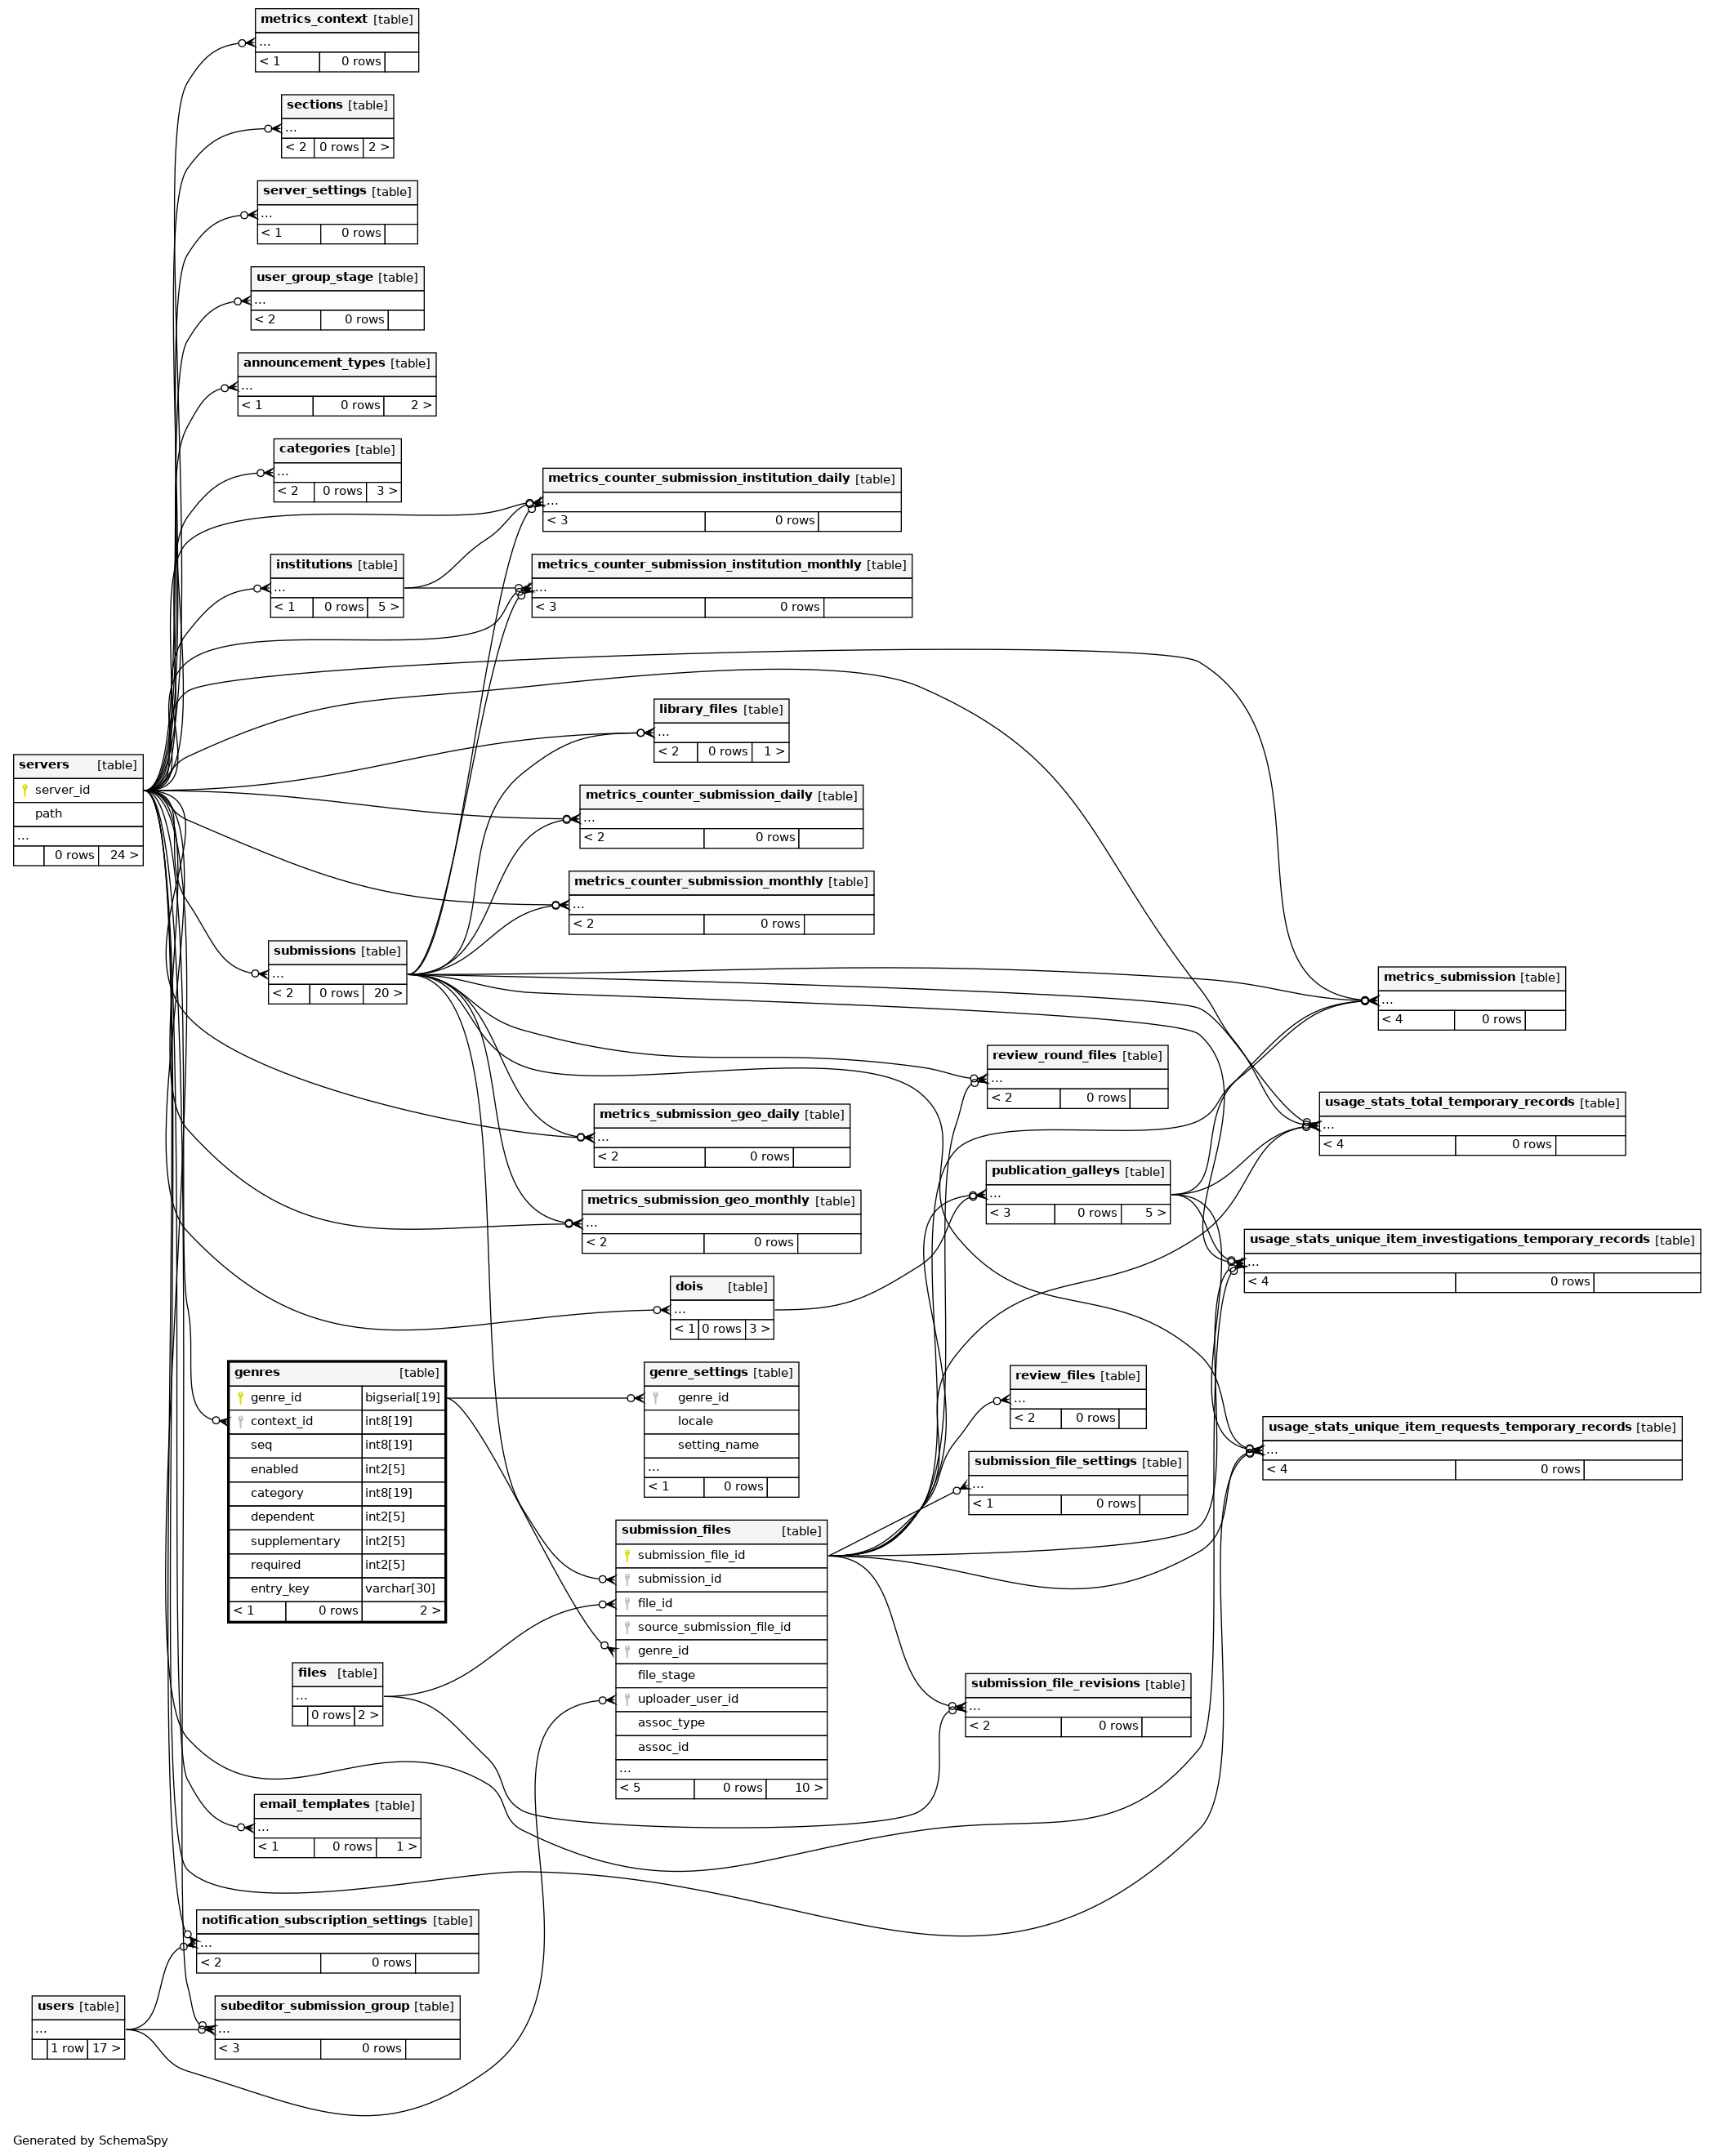 metrics_context [table]
...
< 1 0 rows
sections [table]
...
< 2 0 rows 2 >
server_settings [table]
...
< 1 0 rows
user_group_stage [table]
...
< 2 0 rows
announcement_types [table]
...
< 1 0 rows 2 >
categories [table]
...
< 2 0 rows 3 >
metrics_counter_submission_institution_daily [table]
...
< 3 0 rows
institutions [table]
...
< 1 0 rows 5 >
metrics_counter_submission_institution_monthly [table]
...
< 3 0 rows
library_files [table]
...
< 2 0 rows 1 >
servers [table]
server_id
path
...
0 rows 24 >
metrics_counter_submission_daily [table]
...
< 2 0 rows
metrics_counter_submission_monthly [table]
...
< 2 0 rows
submissions [table]
...
< 2 0 rows 20 >
metrics_submission [table]
...
< 4 0 rows
review_round_files [table]
...
< 2 0 rows
usage_stats_total_temporary_records [table]
...
< 4 0 rows
metrics_submission_geo_daily [table]
...
< 2 0 rows
publication_galleys [table]
...
< 3 0 rows 5 >
metrics_submission_geo_monthly [table]
...
< 2 0 rows
usage_stats_unique_item_investigations_temporary_records [table]
...
< 4 0 rows
dois [table]
...
< 1 0 rows 3 >
genres [table]
genre_id bigserial[19]
context_id int8[19]
seq int8[19]
enabled int2[5]
category int8[19]
dependent int2[5]
supplementary int2[5]
required int2[5]
entry_key varchar[30]
< 1 0 rows 2 >
genre_settings [table]
genre_id
locale
setting_name
...
< 1 0 rows
review_files [table]
...
< 2 0 rows
usage_stats_unique_item_requests_temporary_records [table]
...
< 4 0 rows
submission_file_settings [table]
...
< 1 0 rows
submission_files [table]
submission_file_id
submission_id
file_id
source_submission_file_id
genre_id
file_stage
uploader_user_id
assoc_type
assoc_id
...
< 5 0 rows 10 >
files [table]
...
0 rows 2 >
submission_file_revisions [table]
...
< 2 0 rows
email_templates [table]
...
< 1 0 rows 1 >
notification_subscription_settings [table]
...
< 2 0 rows
users [table]
...
1 row 17 >
subeditor_submission_group [table]
...
< 3 0 rows
Generated by SchemaSpy